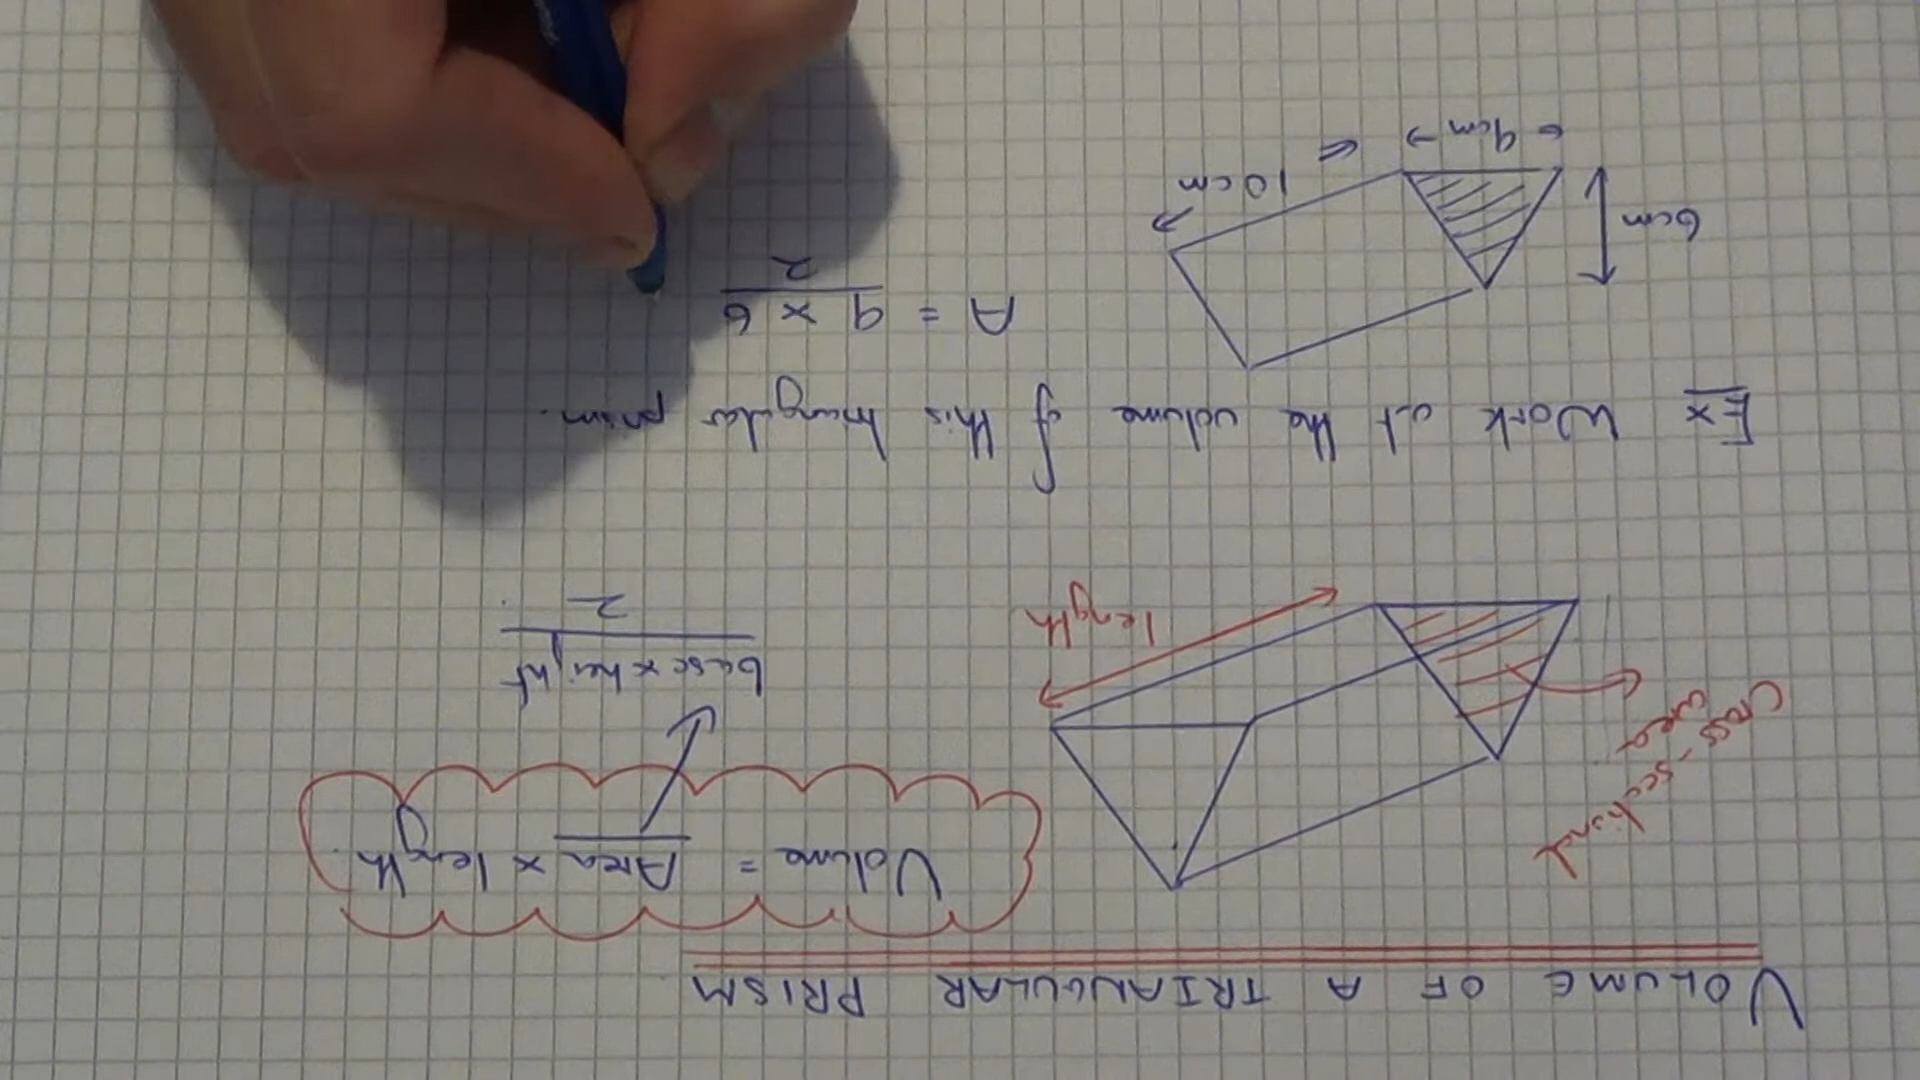 VOLUME OF A TRIANGULAR PRISM
Volume = Area × length.
cross-sectional
area
base × height
2
length
Ex Work out the volume of this triangular prism.
A = 9 × 6
2
6cm
10cm
← 9cm →